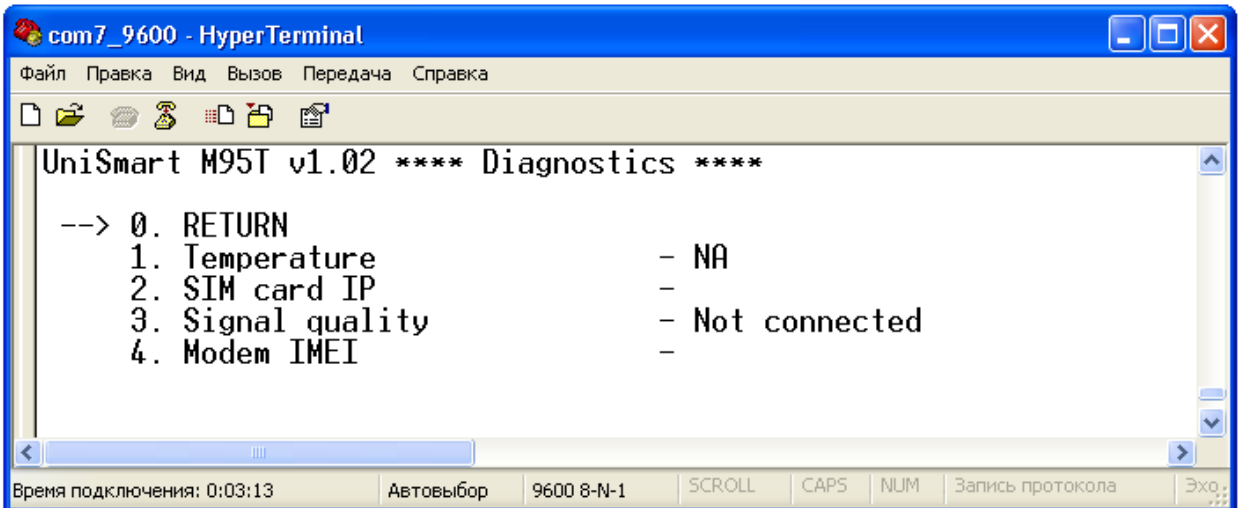 com7_9600 - HyperTerminal
Файл Правка Вид Вызов Передача Справка
UniSmart M95T v1.02 **** Diagnostics ****
--> 0. RETURN
1. Temperature - NA
2. SIM card IP -
3. Signal quality - Not connected
4. Modem IMEI -
Время подключения: 0:03:13 Автовыбор 9600 8-N-1 SCROLL CAPS NUM Запись протокола Эхо